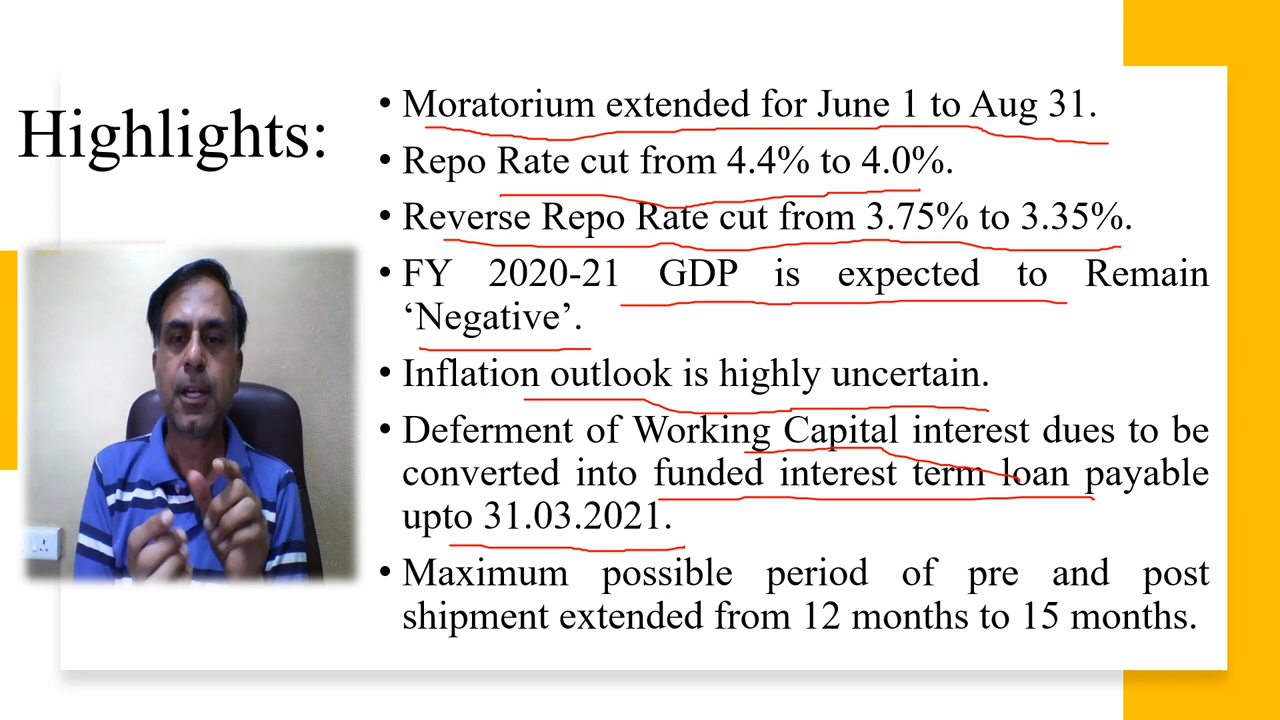 Highlights:
• Moratorium extended for June 1 to Aug 31.
• Repo Rate cut from 4.4% to 4.0%.
• Reverse Repo Rate cut from 3.75% to 3.35%.
• FY 2020-21 GDP is expected to Remain
‘Negative’.
• Inflation outlook is highly uncertain.
• Deferment of Working Capital interest dues to be
converted into funded interest term loan payable
upto 31.03.2021.
• Maximum possible period of pre and post
shipment extended from 12 months to 15 months.